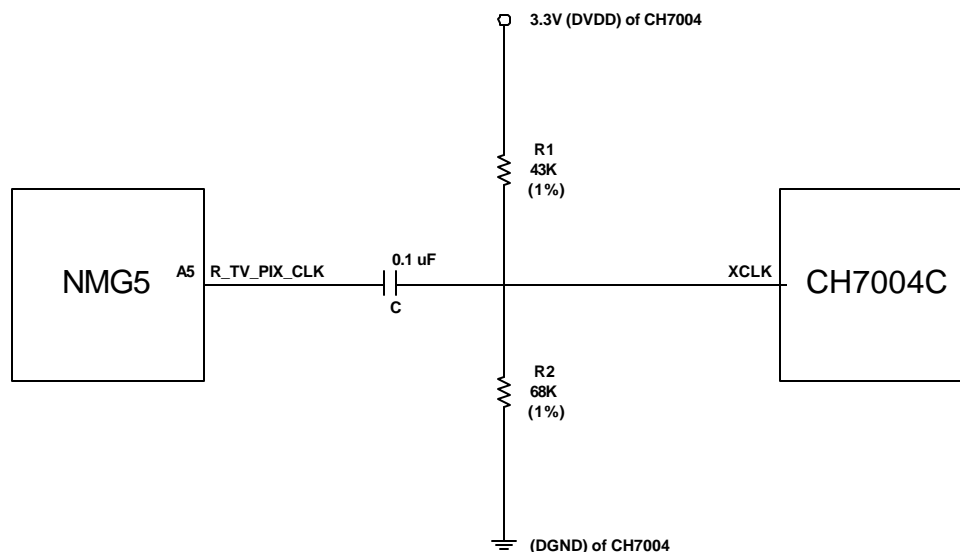 3.3V (DVDD) of CH7004
R1
43K
(1%)
NMG5
A5
R_TV_PIX_CLK
0.1 uF
C
XCLK
CH7004C
R2
68K
(1%)
(DGND) of CH7004